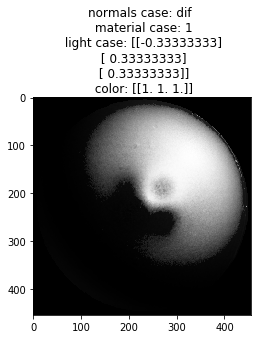 normals case: dif
material case: 1
light case: [[-0.33333333]
[ 0.33333333]
[ 0.33333333]]
color: [[1. 1. 1.]]
0
100
200
300
400
0 100 200 300 400